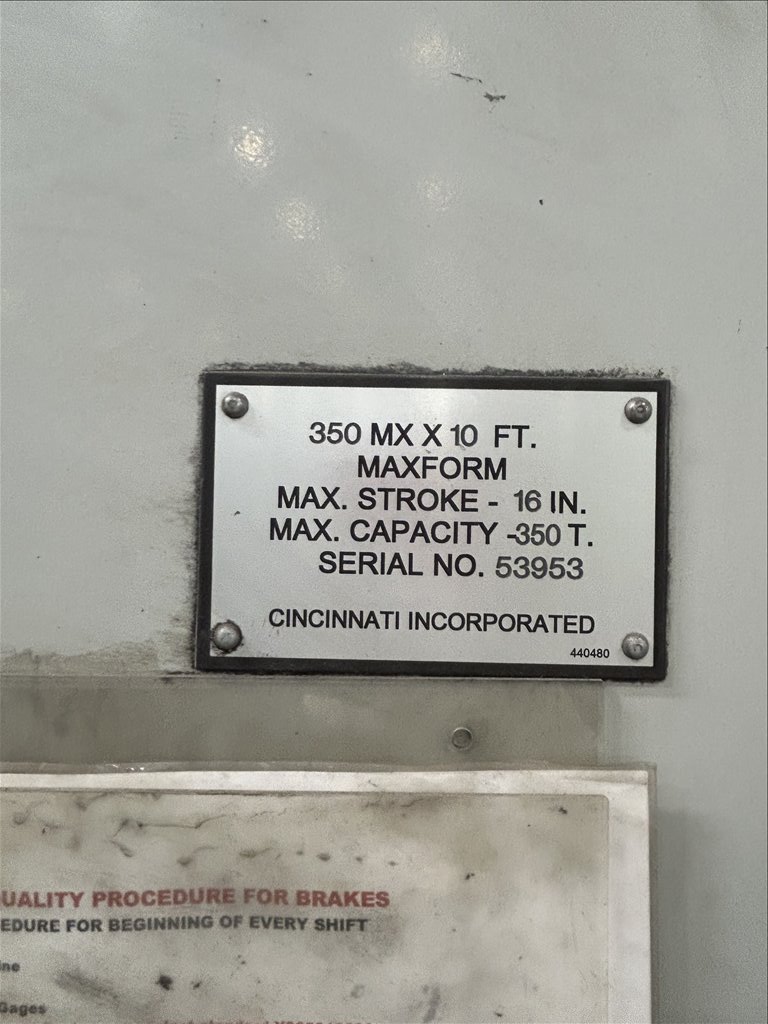 350 MX X 10 FT.
MAXFORM
MAX. STROKE - 16 IN.
MAX. CAPACITY -350 T.
SERIAL NO. 53953
CINCINNATI INCORPORATED
440480
UALITY PROCEDURE FOR BRAKES
EDURE FOR BEGINNING OF EVERY SHIFT
ine
Gages